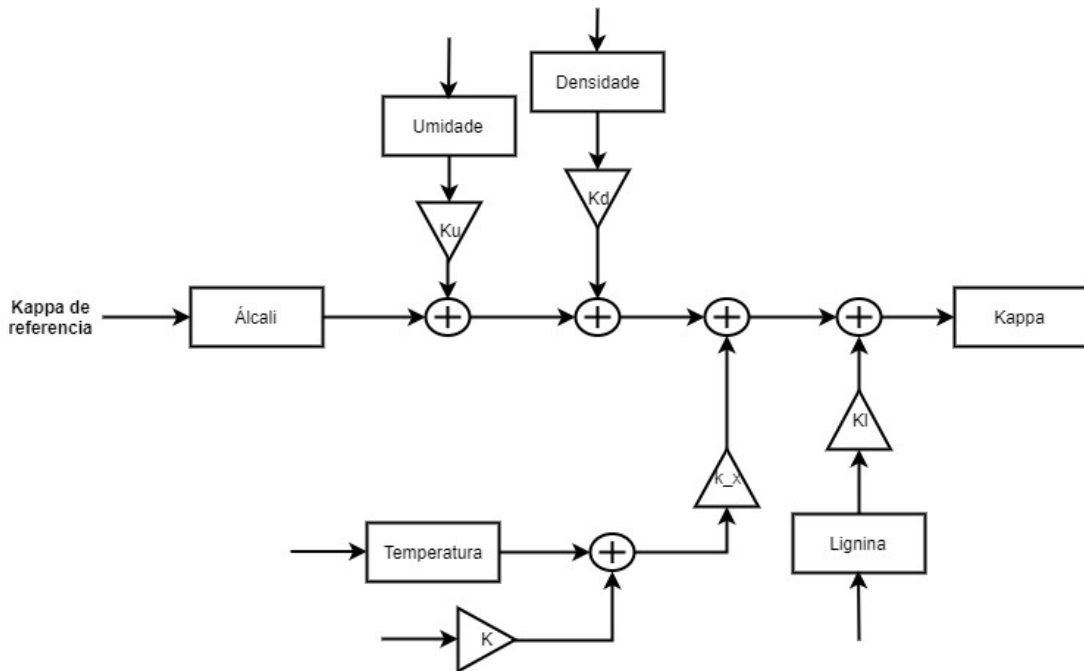 Densidade
Umidade
Kd
Ku
Kappa de
referencia
Álcali
Kappa
Kl
k_x
Temperatura
Lignina
K